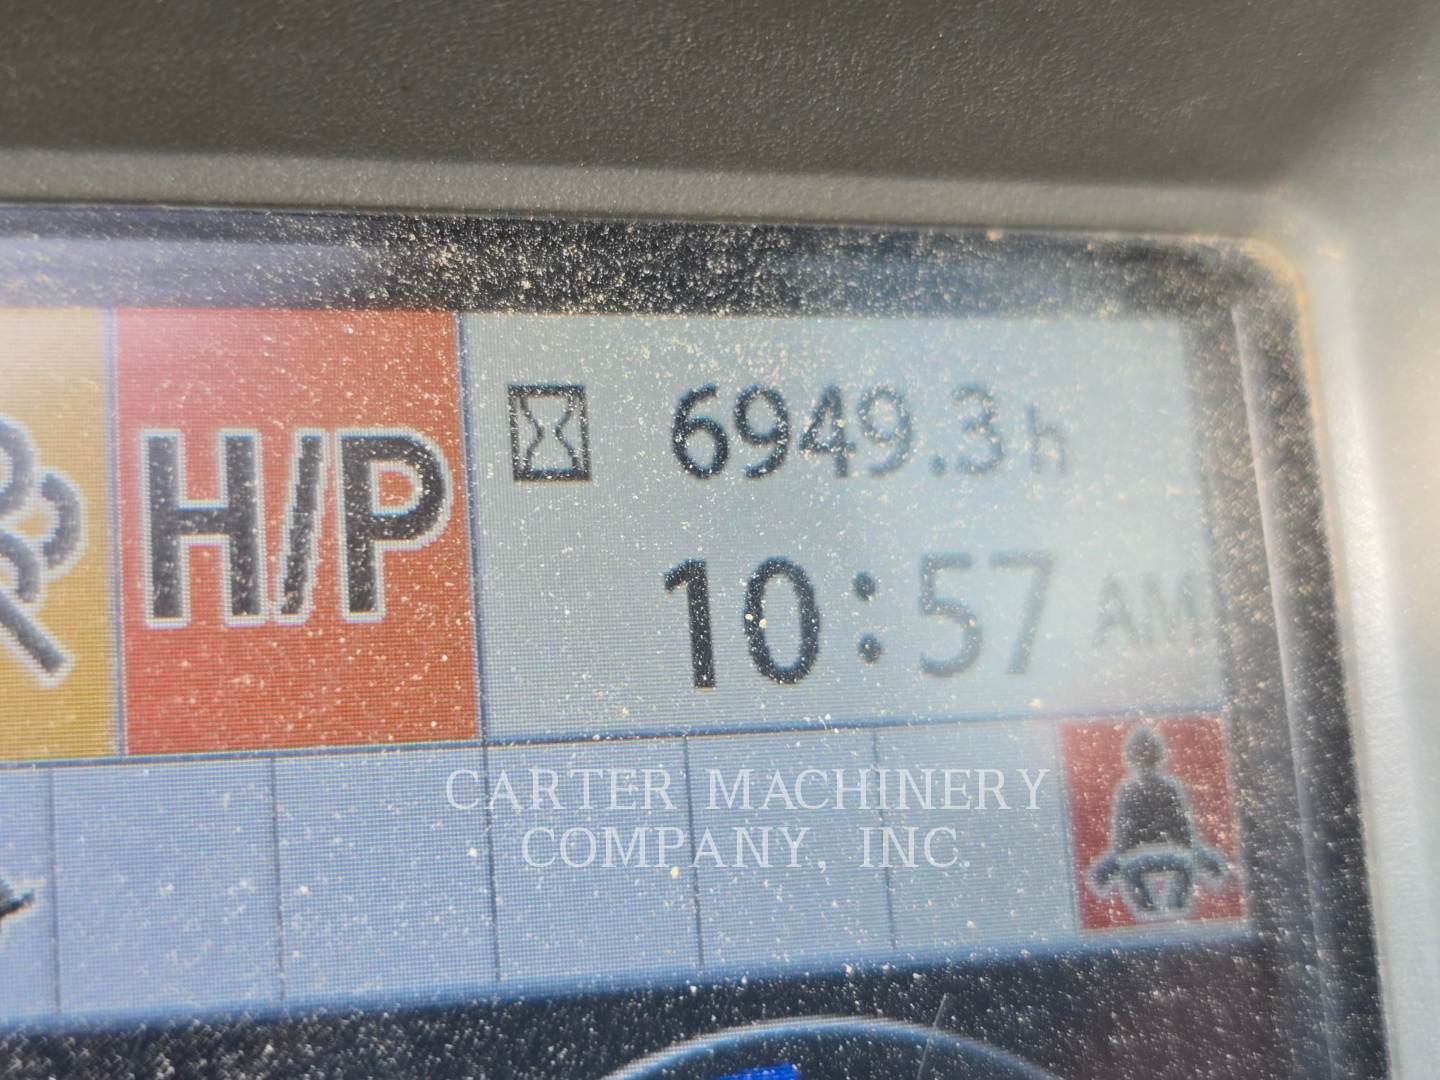 6949.3 h
H/P
10:57 AM
CARTER MACHINERY
COMPANY, INC.